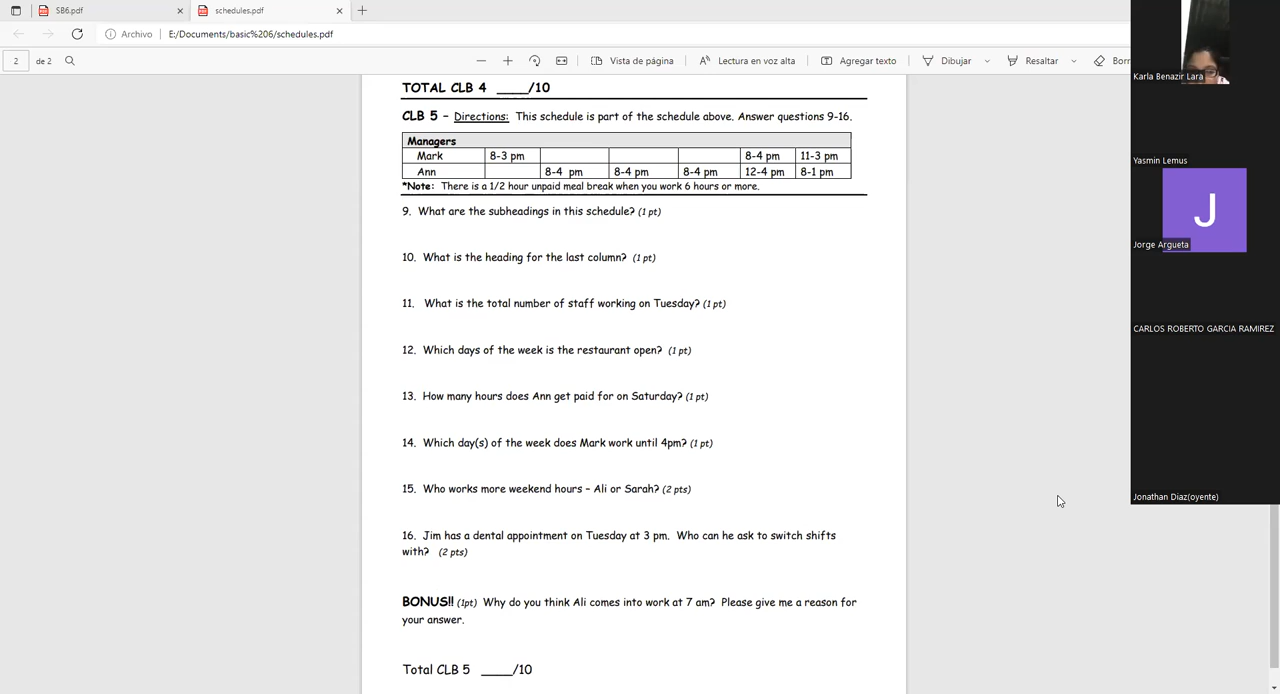 SB6.pdf
schedules.pdf
Archivo
E:/Documents/basic%206/schedules.pdf
2
de 2
Vista de página
Lectura en voz alta
Agregar texto
Dibujar
Resaltar
Borr
TOTAL CLB 4 ____/10
CLB 5 – Directions: This schedule is part of the schedule above. Answer questions 9-16.
Managers
Mark 8-3 pm 8-4 pm 11-3 pm
Ann 8-4 pm 8-4 pm 8-4 pm 12-4 pm 8-1 pm
*Note: There is a 1/2 hour unpaid meal break when you work 6 hours or more.
9. What are the subheadings in this schedule? (1 pt)
10. What is the heading for the last column? (1 pt)
11. What is the total number of staff working on Tuesday? (1 pt)
12. Which days of the week is the restaurant open? (1 pt)
13. How many hours does Ann get paid for on Saturday? (1 pt)
14. Which day(s) of the week does Mark work until 4pm? (1 pt)
15. Who works more weekend hours – Ali or Sarah? (2 pts)
16. Jim has a dental appointment on Tuesday at 3 pm. Who can he ask to switch shifts
with? (2 pts)
BONUS!! (1pt) Why do you think Ali comes into work at 7 am? Please give me a reason for
your answer.
Total CLB 5 ____/10
Karla Benazir Lara
Yasmin Lemus
J
Jorge Argueta
CARLOS ROBERTO GARCIA RAMIREZ
Jonathan Diaz(oyente)